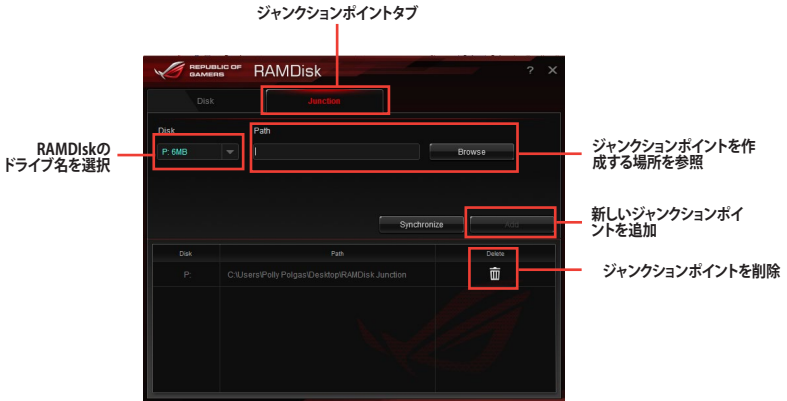 ジャンクションポイントタブ
REPUBLIC OF
GAMERS
RAMDisk
? ×
Disk
Junction
Disk
Path
RAMDIskの
ドライブ名を選択
P: 6MB
Browse
ジャンクションポイントを作
成する場所を参照
Synchronize
Add
新しいジャンクションポイ
ントを追加
Disk
Path
Delete
P:
C:\Users\Polly Polgas\Desktop\RAMDisk Junction
ジャンクションポイントを削除